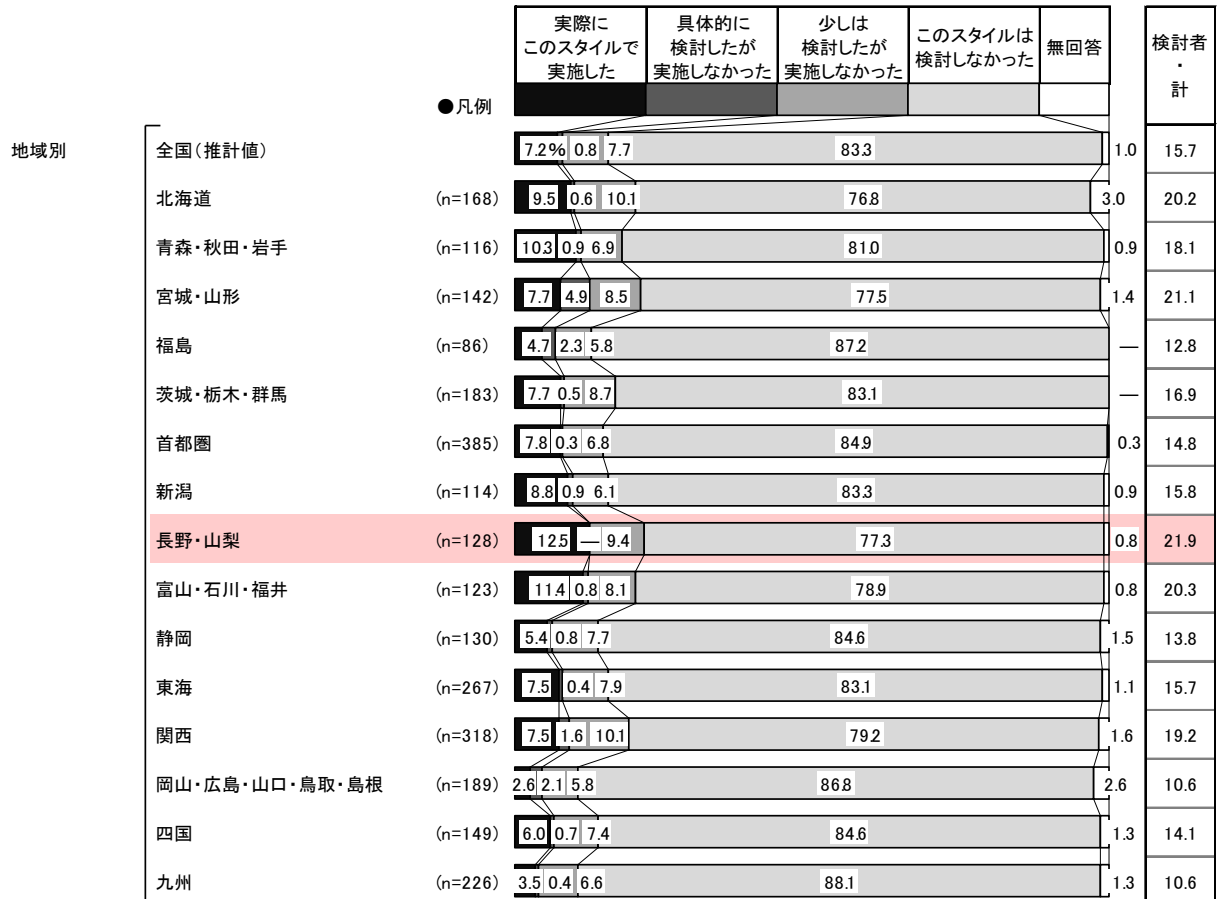 実際に
このスタイルで
実施した
具体的に
検討したが
実施しなかった
少しは
検討したが
実施しなかった
このスタイルは
検討しなかった
無回答
検討者
・
計
●凡例
地域別
全国(推計値) 7.2% 0.8 7.7 83.3 1.0 15.7
北海道 (n=168) 9.5 0.6 10.1 76.8 3.0 20.2
青森・秋田・岩手 (n=116) 10.3 0.9 6.9 81.0 0.9 18.1
宮城・山形 (n=142) 7.7 4.9 8.5 77.5 1.4 21.1
福島 (n=86) 4.7 2.3 5.8 87.2 — 12.8
茨城・栃木・群馬 (n=183) 7.7 0.5 8.7 83.1 — 16.9
首都圏 (n=385) 7.8 0.3 6.8 84.9 0.3 14.8
新潟 (n=114) 8.8 0.9 6.1 83.3 0.9 15.8
長野・山梨 (n=128) 12.5 — 9.4 77.3 0.8 21.9
富山・石川・福井 (n=123) 11.4 0.8 8.1 78.9 0.8 20.3
静岡 (n=130) 5.4 0.8 7.7 84.6 1.5 13.8
東海 (n=267) 7.5 0.4 7.9 83.1 1.1 15.7
関西 (n=318) 7.5 1.6 10.1 79.2 1.6 19.2
岡山・広島・山口・鳥取・島根 (n=189) 2.6 2.1 5.8 86.8 2.6 10.6
四国 (n=149) 6.0 0.7 7.4 84.6 1.3 14.1
九州 (n=226) 3.5 0.4 6.6 88.1 1.3 10.6